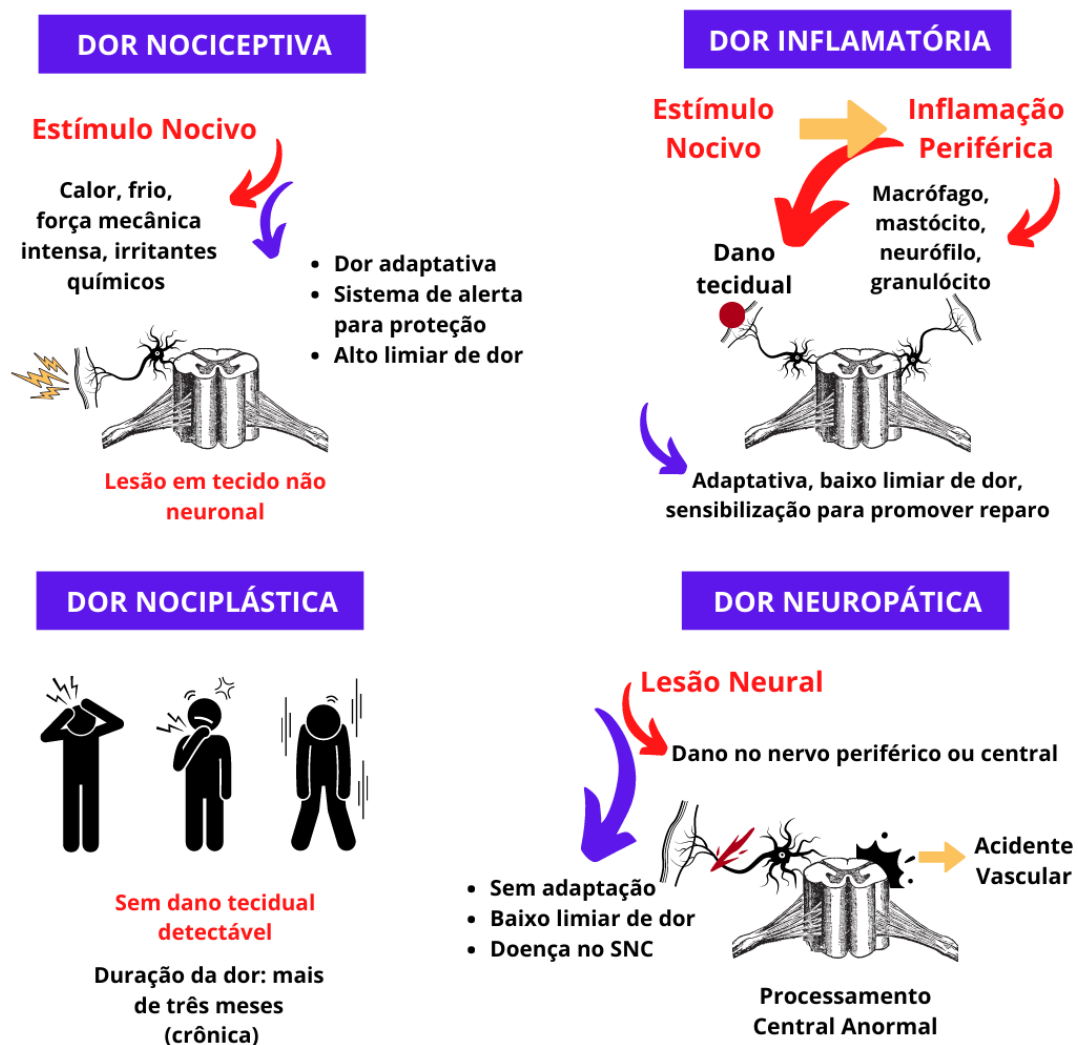 DOR NOCICEPTIVA
Estímulo Nocivo
Calor, frio,
força mecânica
intensa, irritantes
químicos
• Dor adaptativa
• Sistema de alerta
para proteção
• Alto limiar de dor
Lesão em tecido não
neuronal
DOR INFLAMATÓRIA
Estímulo
Nocivo
Inflamação
Periférica
Macrófago,
mastócito,
neurófilo,
granulócito
Dano
tecidual
Adaptativa, baixo limiar de dor,
sensibilização para promover reparo
DOR NOCIPLÁSTICA
Sem dano tecidual
detectável
Duração da dor: mais
de três meses
(crônica)
DOR NEUROPÁTICA
Lesão Neural
Dano no nervo periférico ou central
Acidente
Vascular
• Sem adaptação
• Baixo limiar de dor
• Doença no SNC
Processamento
Central Anormal